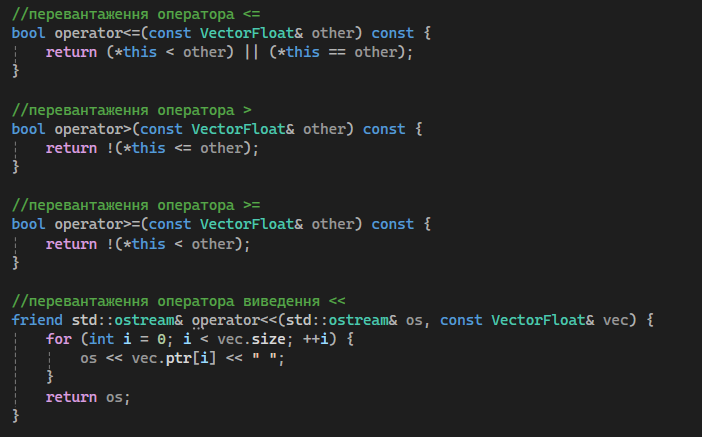 //перевантаження оператора <=
bool operator<=(const VectorFloat& other) const {
return (*this < other) || (*this == other);
}
//перевантаження оператора >
bool operator>(const VectorFloat& other) const {
return !(*this <= other);
}
//перевантаження оператора >=
bool operator>=(const VectorFloat& other) const {
return !(*this < other);
}
//перевантаження оператора виведення <<
friend std::ostream& operator<<(std::ostream& os, const VectorFloat& vec) {
for (int i = 0; i < vec.size; ++i) {
os << vec.ptr[i] << " ";
}
return os;
}